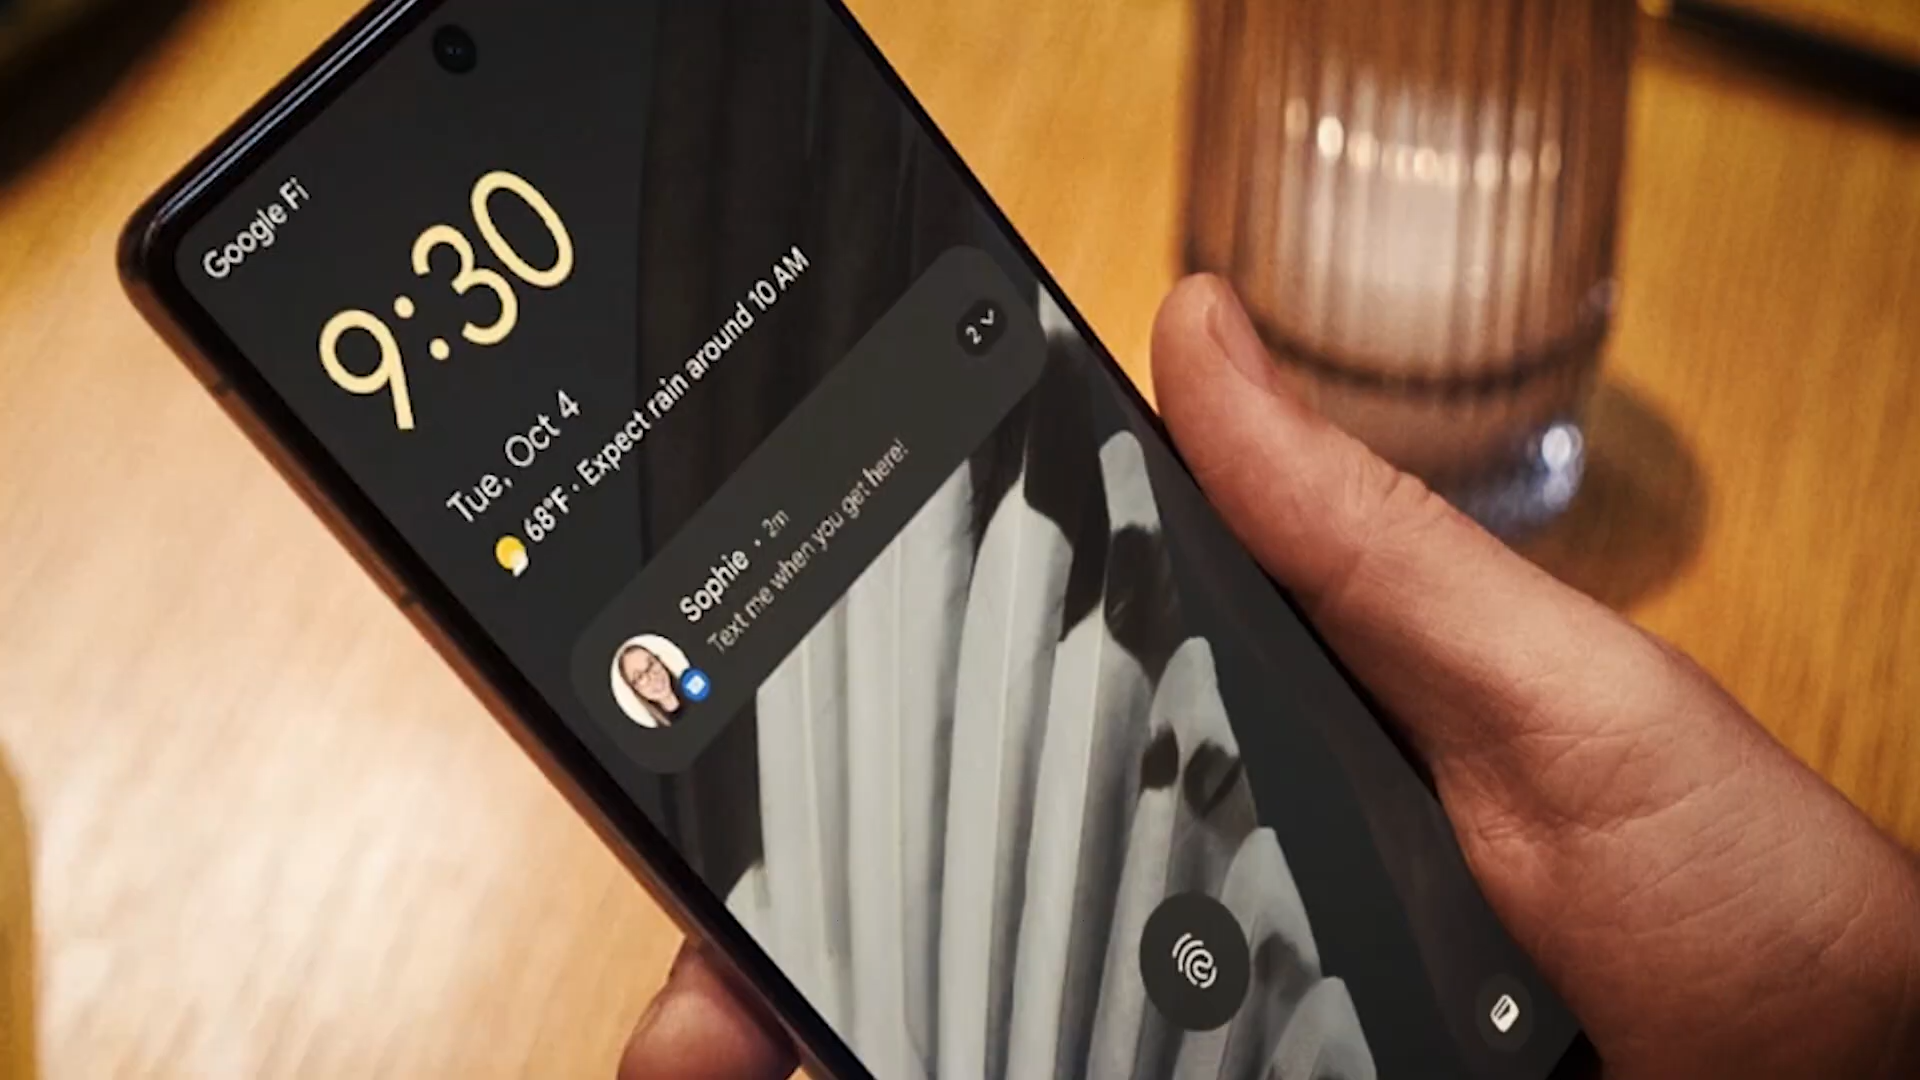 Google Fi
9:30
Tue, Oct 4
68°F · Expect rain around 10 AM
2
Sophie · 2m
Text me when you get here!